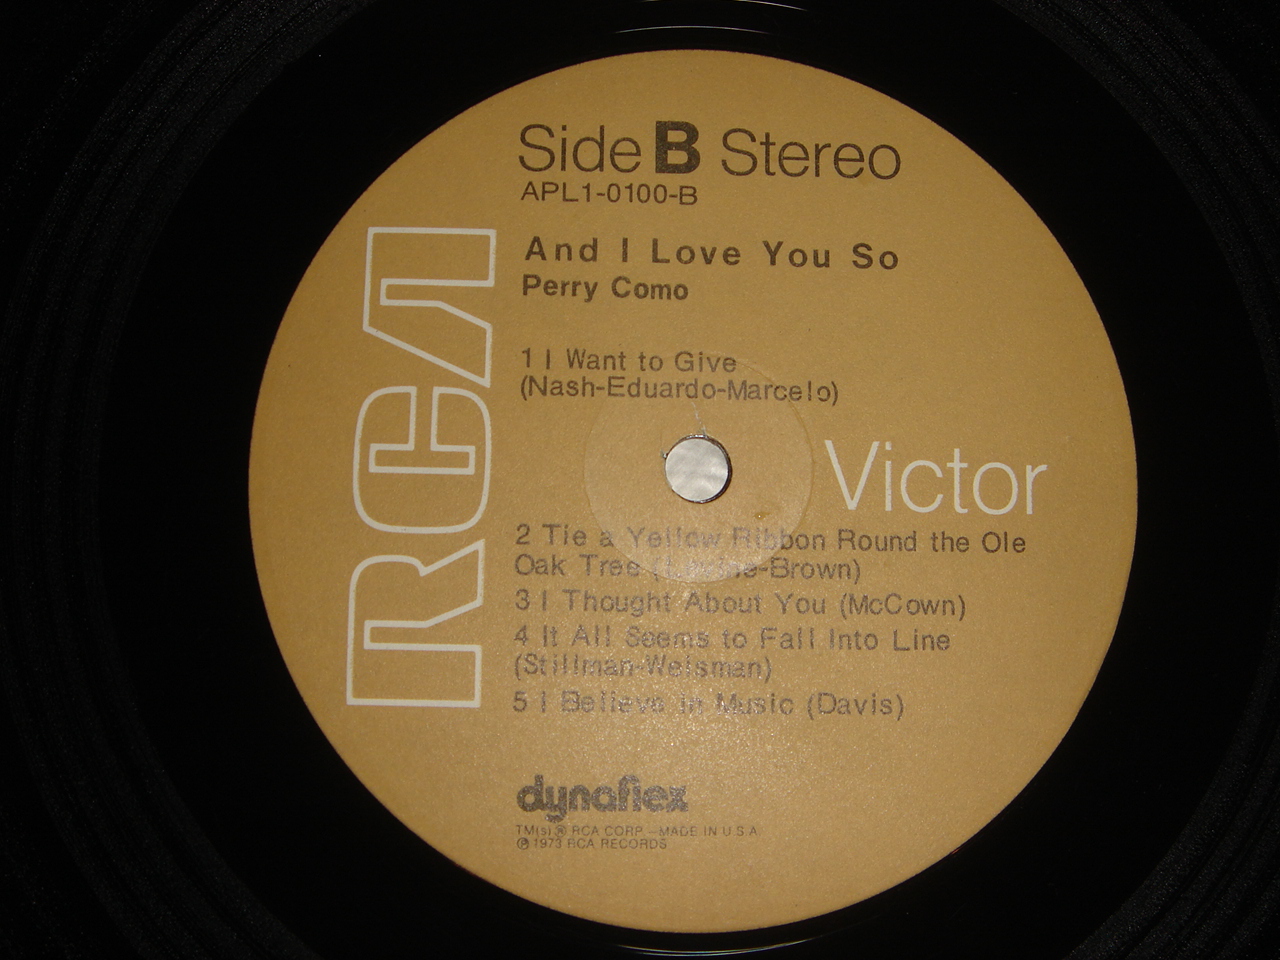 Side B Stereo
APL1-0100-B
And I Love You So
Perry Como
1 I Want to Give
(Nash-Eduardo-Marcelo)
RCA
Victor
2 Tie a Yellow Ribbon Round the Ole
Oak Tree (Levine-Brown)
3 I Thought About You (McCown)
4 It All Seems to Fall Into Line
(Stillman-Weisman)
5 I Believe in Music (Davis)
dynaflex
TM(s) ® RCA CORP.—MADE IN U.S.A.
℗ 1973 RCA RECORDS